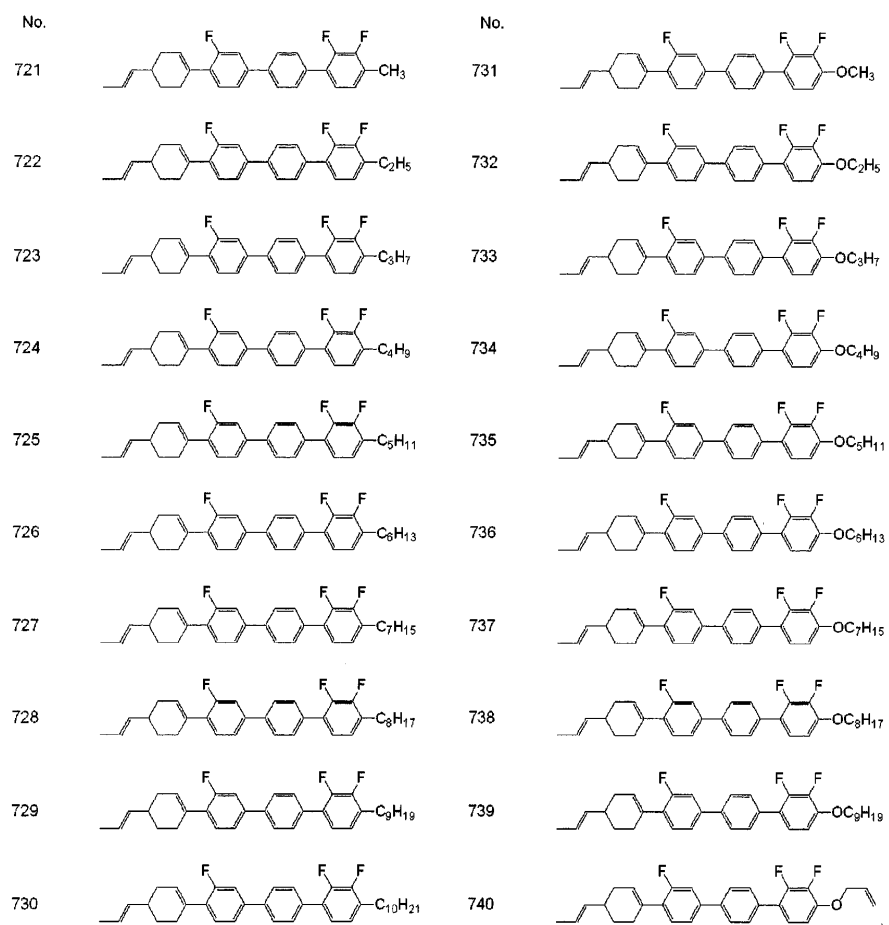 No.
No.
F F F
F F F
721 CH3
731 OCH3
F F F
F F F
722 C2H5
732 OC2H5
F F F
F F F
723 C3H7
733 OC3H7
F F F
F F F
724 C4H9
734 OC4H9
F F F
F F F
725 C5H11
735 OC5H11
F F F
F F F
726 C6H13
736 OC6H13
F F F
F F F
727 C7H15
737 OC7H15
F F F
F F F
728 C8H17
738 OC8H17
F F F
F F F
729 C9H19
739 OC9H19
F F F
F F F
730 C10H21
740 O